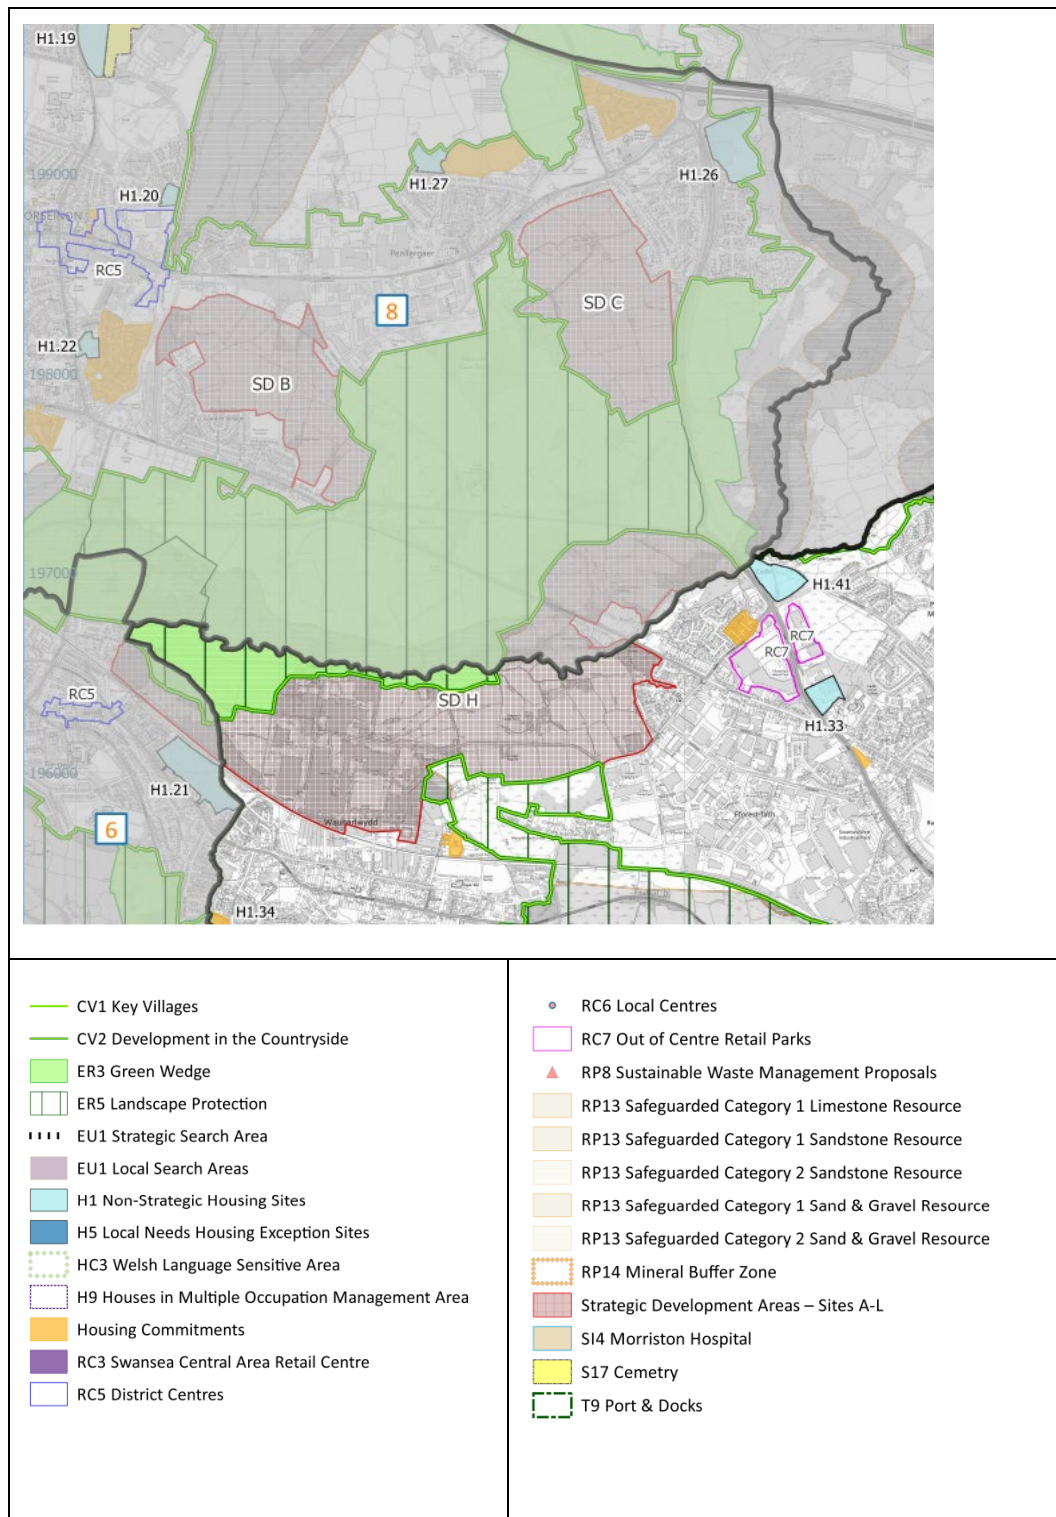 H1.19
199000
H1.27
H1.26
H1.20
ORSEINON
RC5
Penllergaer
8
SD C
H1.22
198000
SD B
197000
H1.41
RC7
RC7
RC5
SD H
H1.33
196000
H1.21
Waunarlwydd
Fforest-fach
6
H1.34
CV1 Key Villages
CV2 Development in the Countryside
ER3 Green Wedge
ER5 Landscape Protection
EU1 Strategic Search Area
EU1 Local Search Areas
H1 Non-Strategic Housing Sites
H5 Local Needs Housing Exception Sites
HC3 Welsh Language Sensitive Area
H9 Houses in Multiple Occupation Management Area
Housing Commitments
RC3 Swansea Central Area Retail Centre
RC5 District Centres
RC6 Local Centres
RC7 Out of Centre Retail Parks
RP8 Sustainable Waste Management Proposals
RP13 Safeguarded Category 1 Limestone Resource
RP13 Safeguarded Category 1 Sandstone Resource
RP13 Safeguarded Category 2 Sandstone Resource
RP13 Safeguarded Category 1 Sand & Gravel Resource
RP13 Safeguarded Category 2 Sand & Gravel Resource
RP14 Mineral Buffer Zone
Strategic Development Areas – Sites A-L
SI4 Morriston Hospital
S17 Cemetry
T9 Port & Docks